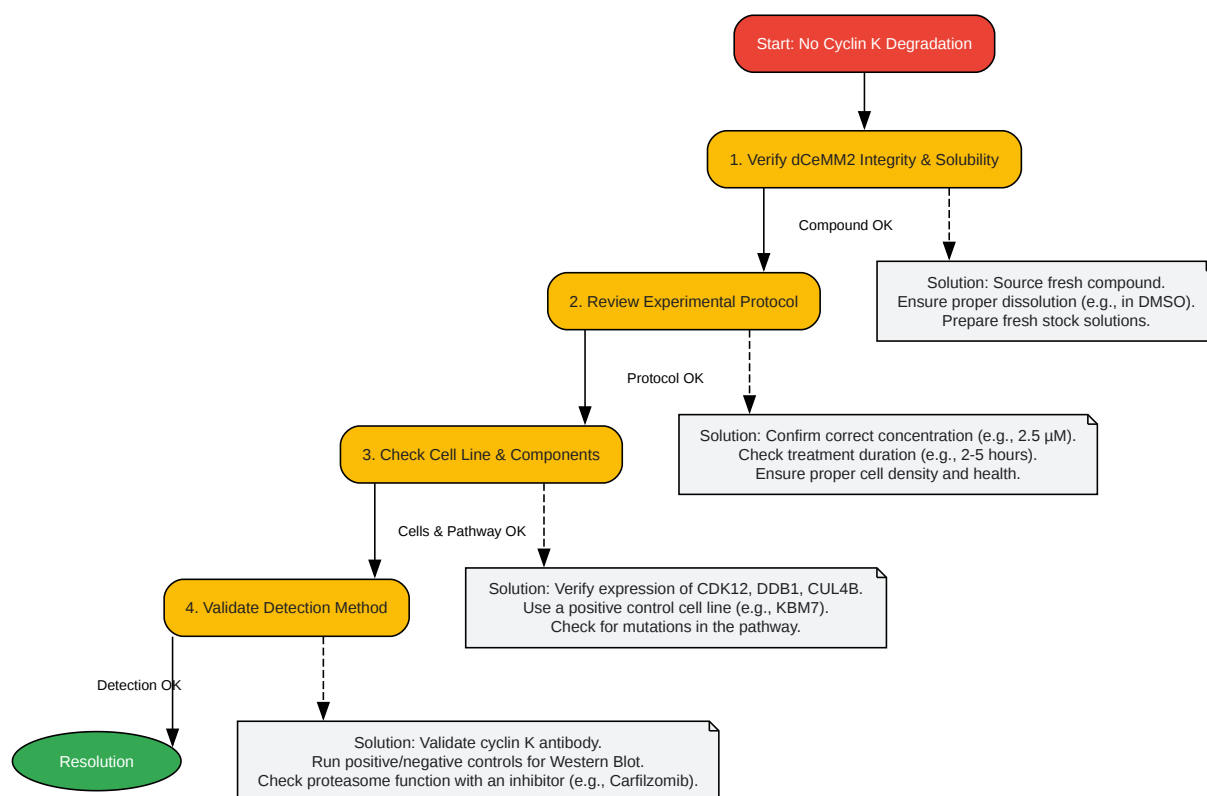 Start: No Cyclin K Degradation
1. Verify dCeMM2 Integrity & Solubility
Compound OK
Solution: Source fresh compound.
Ensure proper dissolution (e.g., in DMSO).
Prepare fresh stock solutions.
2. Review Experimental Protocol
Protocol OK
Solution: Confirm correct concentration (e.g., 2.5 µM).
Check treatment duration (e.g., 2-5 hours).
Ensure proper cell density and health.
3. Check Cell Line & Components
Cells & Pathway OK
Solution: Verify expression of CDK12, DDB1, CUL4B.
Use a positive control cell line (e.g., KBM7).
Check for mutations in the pathway.
4. Validate Detection Method
Detection OK
Solution: Validate cyclin K antibody.
Run positive/negative controls for Western Blot.
Check proteasome function with an inhibitor (e.g., Carfilzomib).
Resolution